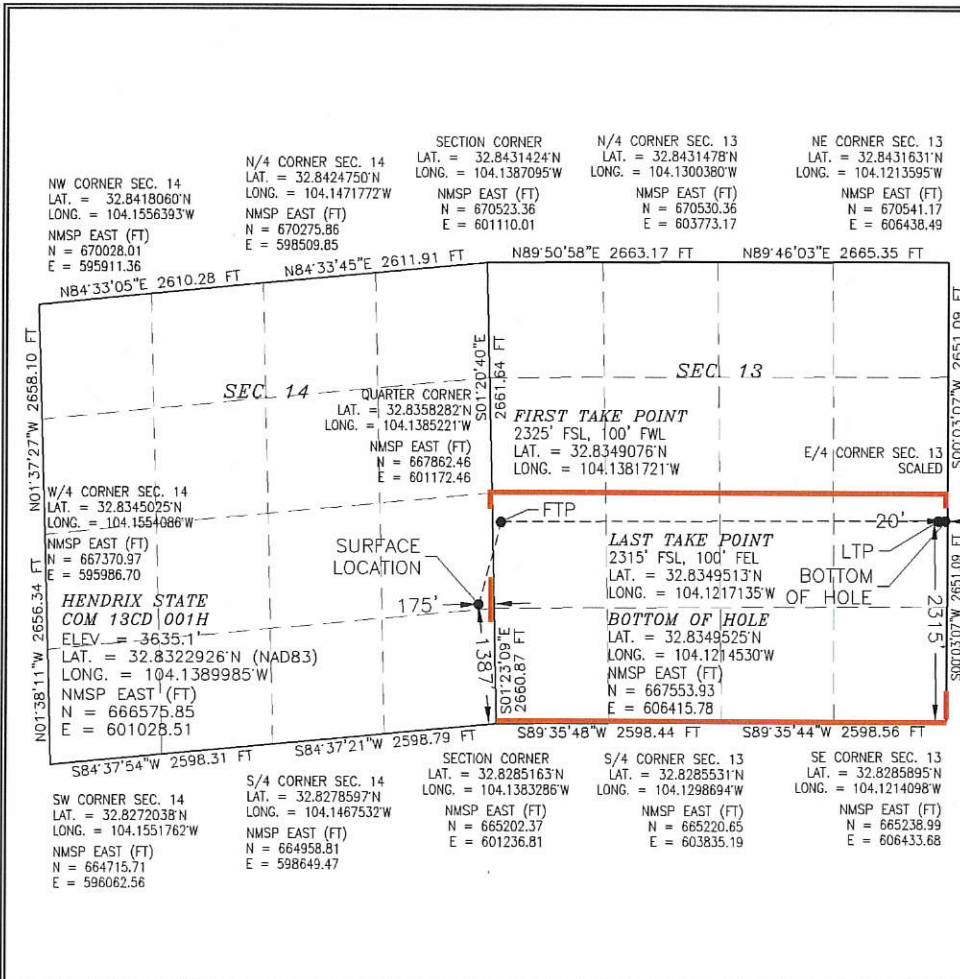 NW CORNER SEC. 14
LAT. = 32.8418060°N
LONG. = 104.1556393°W
NMSP EAST (FT)
N = 670028.01
E = 595911.36
N/4 CORNER SEC. 14
LAT. = 32.8424750°N
LONG. = 104.1471772°W
NMSP EAST (FT)
N = 670275.86
E = 598509.85
SECTION CORNER
LAT. = 32.8431424°N
LONG. = 104.1387095°W
NMSP EAST (FT)
N = 670523.36
E = 601110.01
N/4 CORNER SEC. 13
LAT. = 32.8431478°N
LONG. = 104.1300380°W
NMSP EAST (FT)
N = 670530.36
E = 603773.17
NE CORNER SEC. 13
LAT. = 32.8431631°N
LONG. = 104.1213595°W
NMSP EAST (FT)
N = 670541.17
E = 606438.49
N84°33'05"E 2610.28 FT
N84°33'45"E 2611.91 FT
N89°50'58"E 2663.17 FT
N89°46'03"E 2665.35 FT
N01°37'27"W 2658.10 FT
SEC. 14
S01°20'40"E
2661.64 FT
SEC. 13
S00°03'07"W 2651.09 FT
QUARTER CORNER
LAT. = 32.8358282°N
LONG. = 104.1385221°W
NMSP EAST (FT)
N = 667862.46
E = 601172.46
FIRST TAKE POINT
2325' FSL, 100' FWL
LAT. = 32.8349076°N
LONG. = 104.1381721°W
E/4 CORNER SEC. 13
SCALED
W/4 CORNER SEC. 14
LAT. = 32.8345025°N
LONG. = 104.1554086°W
NMSP EAST (FT)
N = 667370.97
E = 595986.70
FTP
20'
SURFACE
LOCATION
LAST TAKE POINT
2315' FSL, 100' FEL
LAT. = 32.8349513°N
LONG. = 104.1217135°W
LTP
BOTTOM
OF HOLE
175'
HENDRIX STATE
COM 13CD 001H
ELEV. = 3635.1'
LAT. = 32.8322926°N (NAD83)
LONG. = 104.1389985°W
NMSP EAST (FT)
N = 666575.85
E = 601028.51
BOTTOM OF HOLE
LAT. = 32.8349525°N
LONG. = 104.1214530°W
NMSP EAST (FT)
N = 667553.93
E = 606415.78
N01°38'11"W 2656.34 FT
1387'
S01°23'09"E
2660.87 FT
2315'
S00°03'07"W 2651.09 FT
S84°37'54"W 2598.31 FT
S84°37'21"W 2598.79 FT
S89°35'48"W 2598.44 FT
S89°35'44"W 2598.56 FT
SW CORNER SEC. 14
LAT. = 32.8272038°N
LONG. = 104.1551762°W
NMSP EAST (FT)
N = 664715.71
E = 596062.56
S/4 CORNER SEC. 14
LAT. = 32.8278597°N
LONG. = 104.1467532°W
NMSP EAST (FT)
N = 664958.81
E = 598649.47
SECTION CORNER
LAT. = 32.8285163°N
LONG. = 104.1383286°W
NMSP EAST (FT)
N = 665202.37
E = 601236.81
S/4 CORNER SEC. 13
LAT. = 32.8285531°N
LONG. = 104.1298694°W
NMSP EAST (FT)
N = 665220.65
E = 603835.19
SE CORNER SEC. 13
LAT. = 32.8285895°N
LONG. = 104.1214098°W
NMSP EAST (FT)
N = 665238.99
E = 606433.68